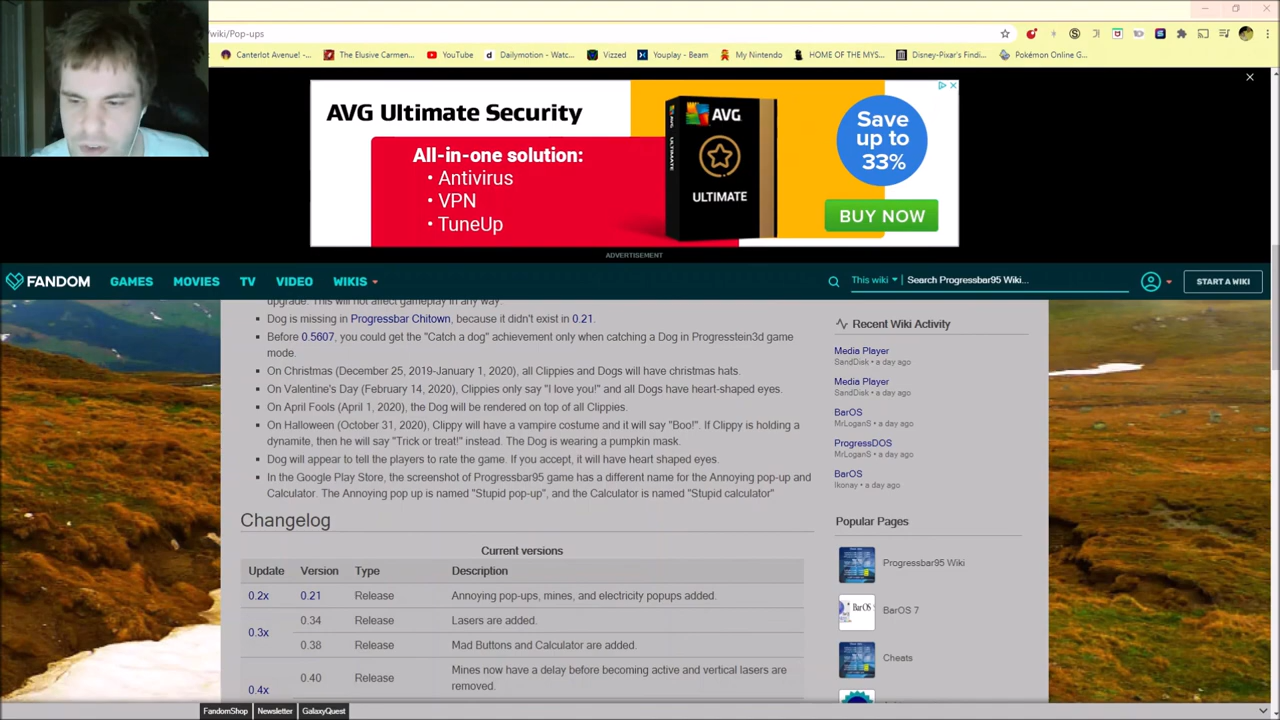 /wiki/Pop-ups
Canterlot Avenue! -... The Elusive Carmen... YouTube Dailymotion - Watc... Vizzed Youplay - Beam My Nintendo HOME OF THE MYS... Disney-Pixar's Findi... Pokémon Online G...
AVG Ultimate Security
All-in-one solution:
• Antivirus
• VPN
• TuneUp
AVG
ULTIMATE
Save
up to
33%
BUY NOW
ADVERTISEMENT
FANDOM GAMES MOVIES TV VIDEO WIKIS This wiki Search Progressbar95 Wiki... START A WIKI
upgrade. This will not affect gameplay in any way.
Dog is missing in Progressbar Chitown, because it didn't exist in 0.21.
Before 0.5607, you could get the "Catch a dog" achievement only when catching a Dog in Progresstein3d game
mode.
On Christmas (December 25, 2019-January 1, 2020), all Clippies and Dogs will have christmas hats.
On Valentine's Day (February 14, 2020), Clippies only say "I love you!" and all Dogs have heart-shaped eyes.
On April Fools (April 1, 2020), the Dog will be rendered on top of all Clippies.
On Halloween (October 31, 2020), Clippy will have a vampire costume and it will say "Boo!". If Clippy is holding a
dynamite, then he will say "Trick or treat!" instead. The Dog is wearing a pumpkin mask.
Dog will appear to tell the players to rate the game. If you accept, it will have heart shaped eyes.
In the Google Play Store, the screenshot of Progressbar95 game has a different name for the Annoying pop-up and
Calculator. The Annoying pop up is named "Stupid pop-up", and the Calculator is named "Stupid calculator"
Changelog
Current versions
Update Version Type Description
0.2x 0.21 Release Annoying pop-ups, mines, and electricity popups added.
0.3x
0.34 Release Lasers are added.
0.38 Release Mad Buttons and Calculator are added.
0.4x
0.40 Release Mines now have a delay before becoming active and vertical lasers are
removed.
Recent Wiki Activity
Media Player
SandDisk • a day ago
Media Player
SandDisk • a day ago
BarOS
MrLoganS • a day ago
ProgressDOS
MrLoganS • a day ago
BarOS
Ikonay • a day ago
Popular Pages
Progressbar95 Wiki
BarOS 7
Cheats
FandomShop Newsletter GalaxyQuest